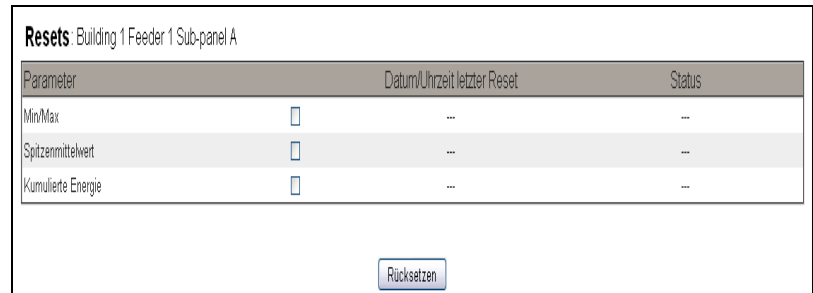 Resets: Building 1 Feeder 1 Sub-panel A
Parameter Datum/Uhrzeit letzter Reset Status
Min/Max --- ---
Spitzenmittelwert --- ---
Kumulierte Energie --- ---
Rücksetzen